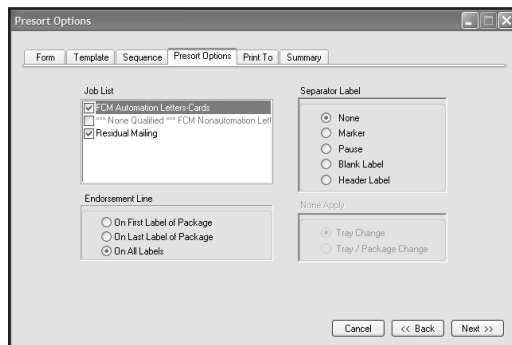 Presort Options
Form Template Sequence Presort Options Print To Summary
Job List
FCM Automation Letters-Cards
*** None Qualified *** FCM Nonautomation Lett
Residual Mailing
Separator Label
None
Marker
Pause
Blank Label
Header Label
Endorsement Line
On First Label of Package
On Last Label of Package
On All Labels
None Apply
Tray Change
Tray / Package Change
Cancel << Back Next >>